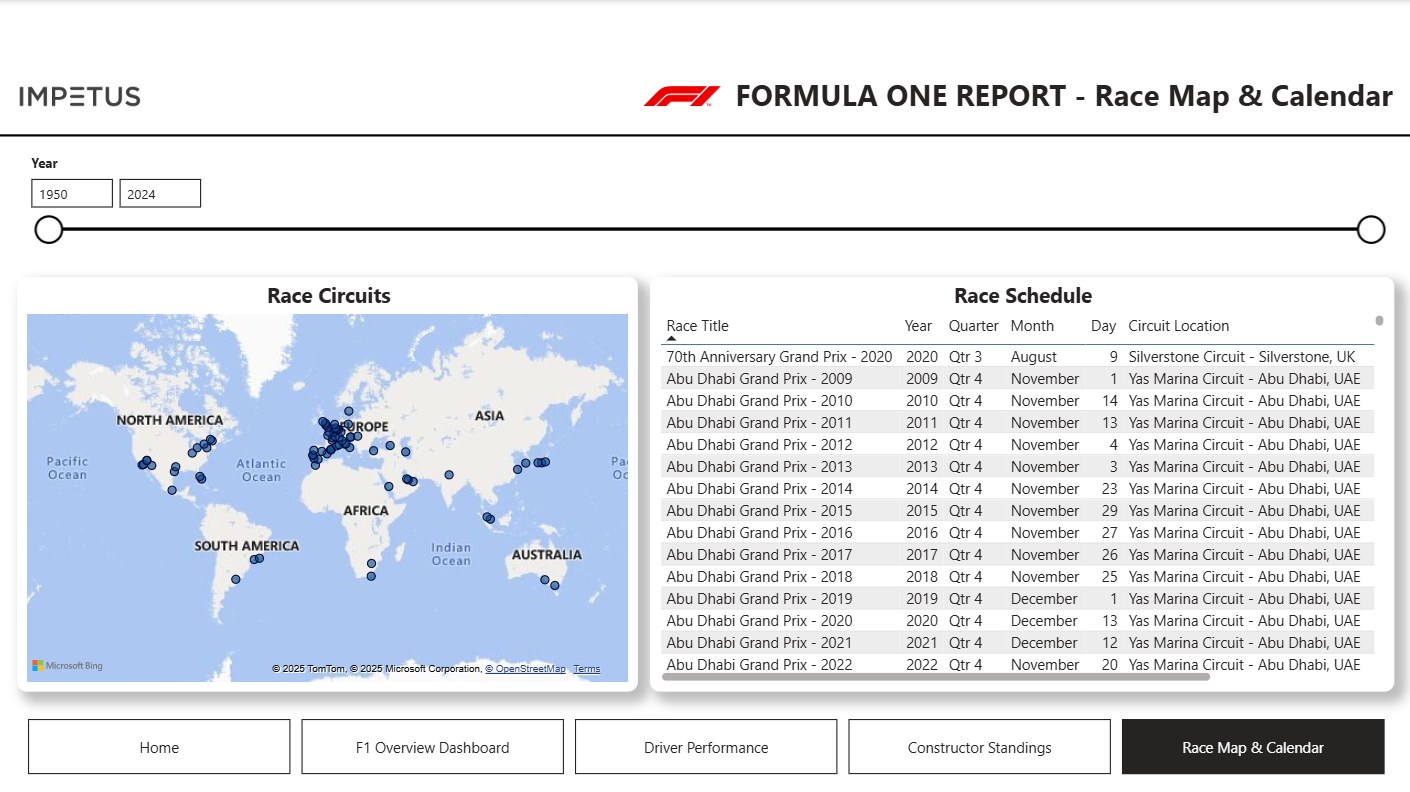 IMPETUS
FORMULA ONE REPORT - Race Map & Calendar
Year
1950 2024
Race Circuits
NORTH AMERICA
EUROPE
ASIA
Pacific Ocean
Atlantic Ocean
Pa
Oc
AFRICA
SOUTH AMERICA
Indian Ocean
AUSTRALIA
Microsoft Bing
© 2025 TomTom, © 2025 Microsoft Corporation, © OpenStreetMap Terms
Race Schedule
Race Title Year Quarter Month Day Circuit Location
70th Anniversary Grand Prix - 2020 2020 Qtr 3 August 9 Silverstone Circuit - Silverstone, UK
Abu Dhabi Grand Prix - 2009 2009 Qtr 4 November 1 Yas Marina Circuit - Abu Dhabi, UAE
Abu Dhabi Grand Prix - 2010 2010 Qtr 4 November 14 Yas Marina Circuit - Abu Dhabi, UAE
Abu Dhabi Grand Prix - 2011 2011 Qtr 4 November 13 Yas Marina Circuit - Abu Dhabi, UAE
Abu Dhabi Grand Prix - 2012 2012 Qtr 4 November 4 Yas Marina Circuit - Abu Dhabi, UAE
Abu Dhabi Grand Prix - 2013 2013 Qtr 4 November 3 Yas Marina Circuit - Abu Dhabi, UAE
Abu Dhabi Grand Prix - 2014 2014 Qtr 4 November 23 Yas Marina Circuit - Abu Dhabi, UAE
Abu Dhabi Grand Prix - 2015 2015 Qtr 4 November 29 Yas Marina Circuit - Abu Dhabi, UAE
Abu Dhabi Grand Prix - 2016 2016 Qtr 4 November 27 Yas Marina Circuit - Abu Dhabi, UAE
Abu Dhabi Grand Prix - 2017 2017 Qtr 4 November 26 Yas Marina Circuit - Abu Dhabi, UAE
Abu Dhabi Grand Prix - 2018 2018 Qtr 4 November 25 Yas Marina Circuit - Abu Dhabi, UAE
Abu Dhabi Grand Prix - 2019 2019 Qtr 4 December 1 Yas Marina Circuit - Abu Dhabi, UAE
Abu Dhabi Grand Prix - 2020 2020 Qtr 4 December 13 Yas Marina Circuit - Abu Dhabi, UAE
Abu Dhabi Grand Prix - 2021 2021 Qtr 4 December 12 Yas Marina Circuit - Abu Dhabi, UAE
Abu Dhabi Grand Prix - 2022 2022 Qtr 4 November 20 Yas Marina Circuit - Abu Dhabi, UAE
Home F1 Overview Dashboard Driver Performance Constructor Standings Race Map & Calendar